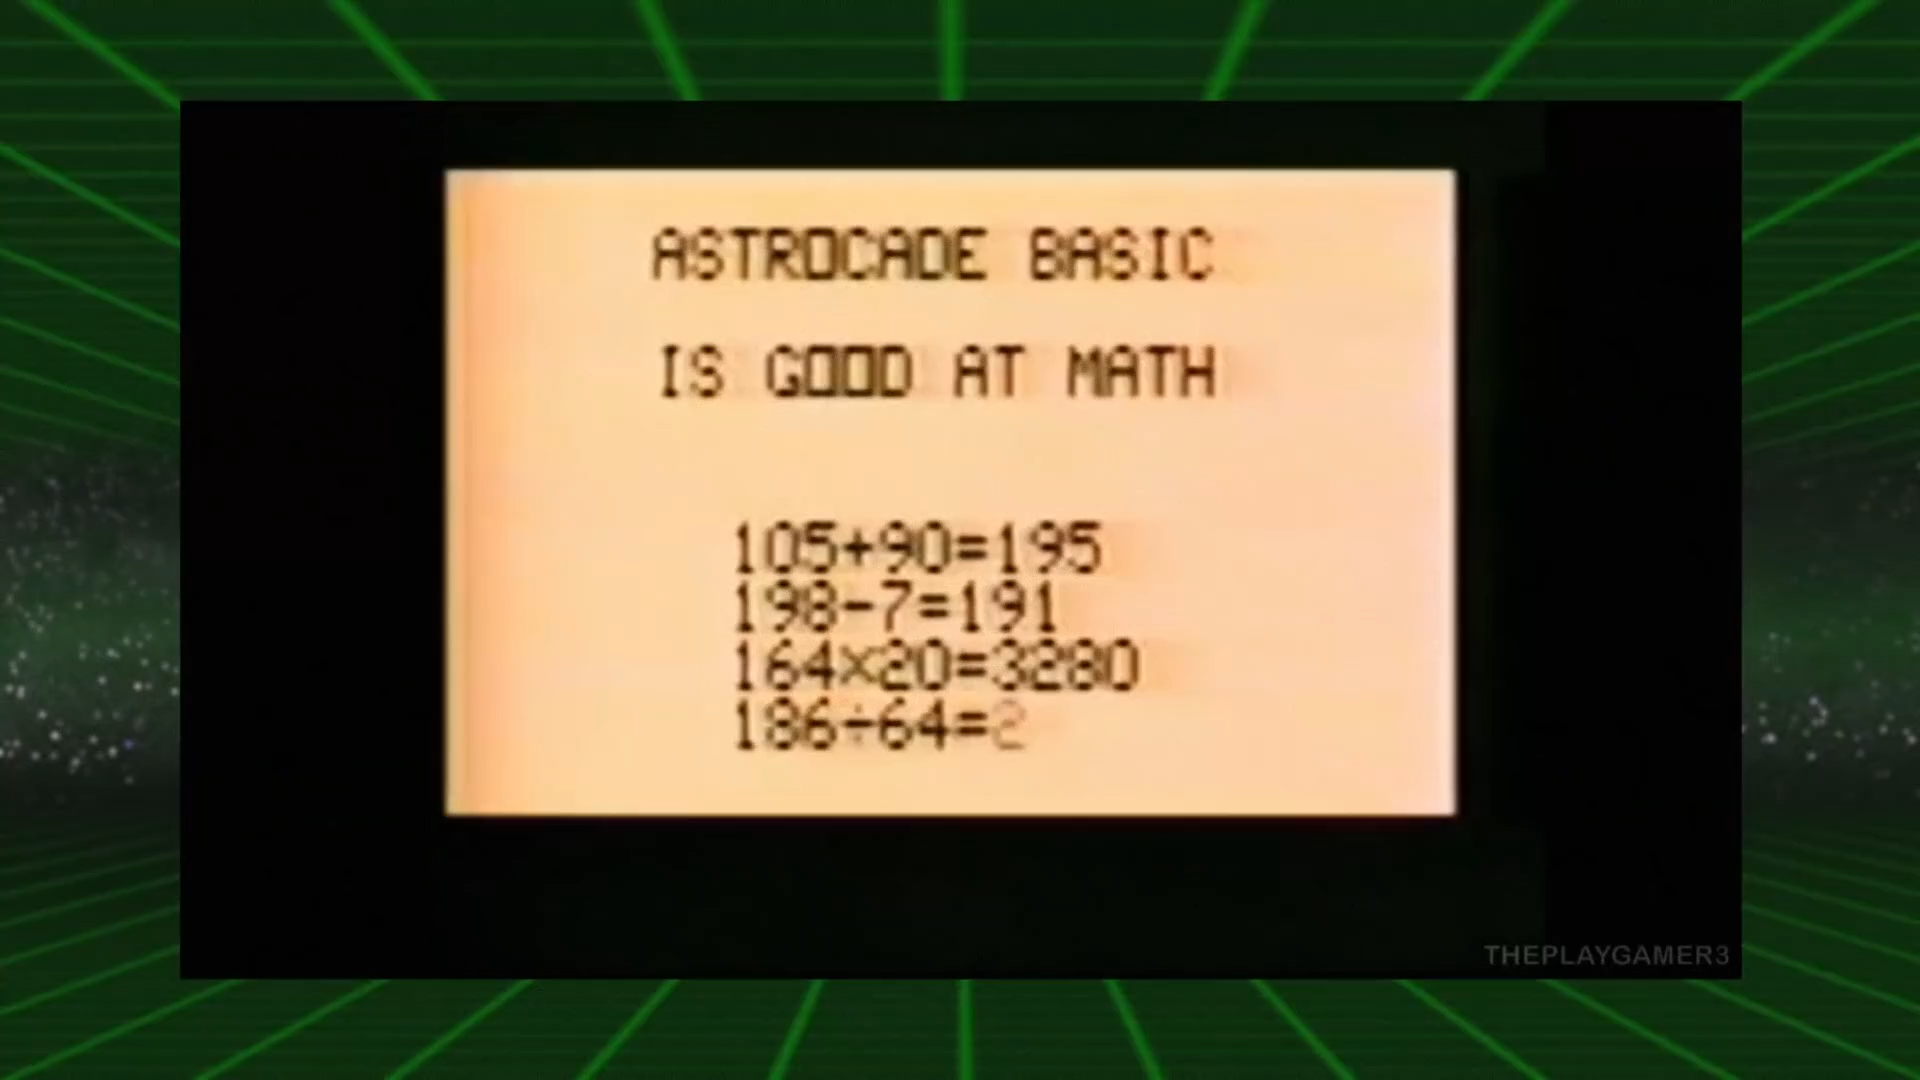 ASTROCADE BASIC
IS GOOD AT MATH
105+90=195
198-7=191
164×20=3280
186÷64=2
THEPLAYGAMER3